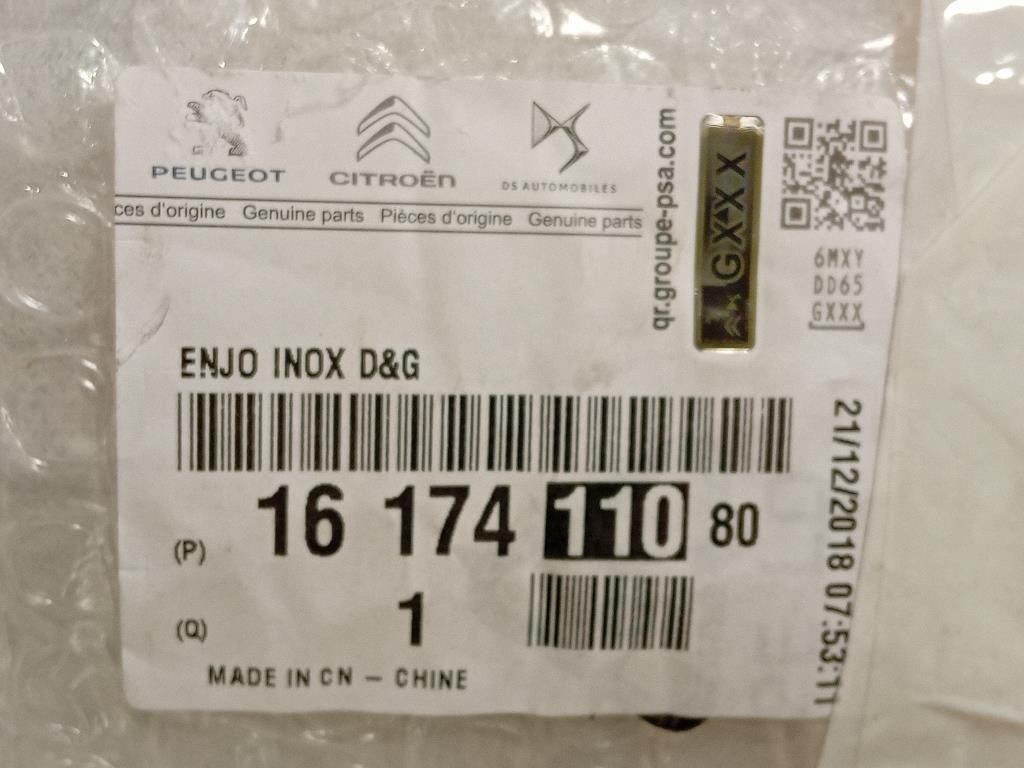 PEUGEOT
CITROËN
DS AUTOMOBILES
ces d'origine Genuine parts Pièces d'origine Genuine parts
qr.groupe-psa.com
GXXX
6MXY
DD65
GXXX
ENJO INOX D&G
16 174 110 80
(P)
(Q) 1
MADE IN CN - CHINE
21/12/2018 07:53:11